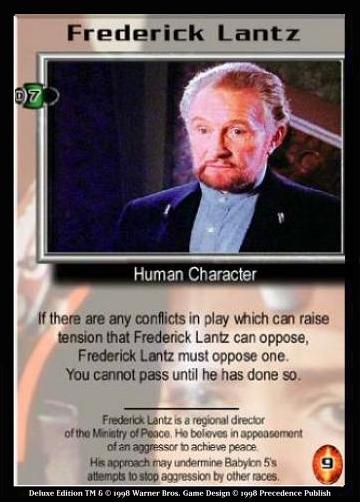 Frederick Lantz
D 7
Human Character
If there are any conflicts in play which can raise
tension that Frederick Lantz can oppose,
Frederick Lantz must oppose one.
You cannot pass until he has done so.
Frederick Lantz is a regional director
of the Ministry of Peace. He believes in appeasement
of an aggressor to achieve peace.
His approach may undermine Babylon 5's
attempts to stop aggression by other races.
9
Deluxe Edition TM & © 1998 Warner Bros. Game Design © 1998 Precedence Publish